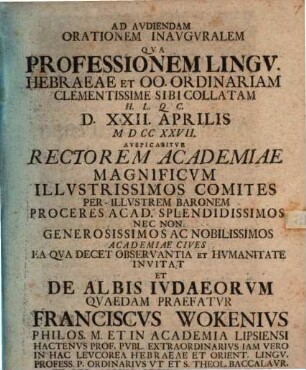 AD AVDIENDAM
ORATIONEM INAVGVRALEM
QVA
PROFESSIONEM LINGV.
HEBRAEAE ET OO. ORDINARIAM
CLEMENTISSIME SIBI COLLATAM
H. L. Q C.
D. XXII. APRILIS
M D CC XXVII.
AVSPICABITVR
RECTOREM ACADEMIAE
MAGNIFICVM
ILLVSTRISSIMOS COMITES
PER-ILLVSTREM BARONEM
PROCERES ACAD. SPLENDIDISSIMOS
NEC NON
GENEROSISSIMOS AC NOBILISSIMOS
ACADEMIAE CIVES
EA QVA DECET OBSERVANTIA ET HVMANITATE
INVITAT
ET
DE ALBIS IVDAEORVM
QVAEDAM PRAEFATVR
FRANCISCVS WOKENIVS
PHILOS. M. ET IN ACADEMIA LIPSIENSI
HACTENVS PROF. PVBL. EXTRAORDINARIVS IAM VERO
IN HAC LEVCOREA HEBRAEAE ET ORIENT. LINGV.
PROFESS. P. ORDINARIVS VT ET S. THEOL. BACCALAVR.